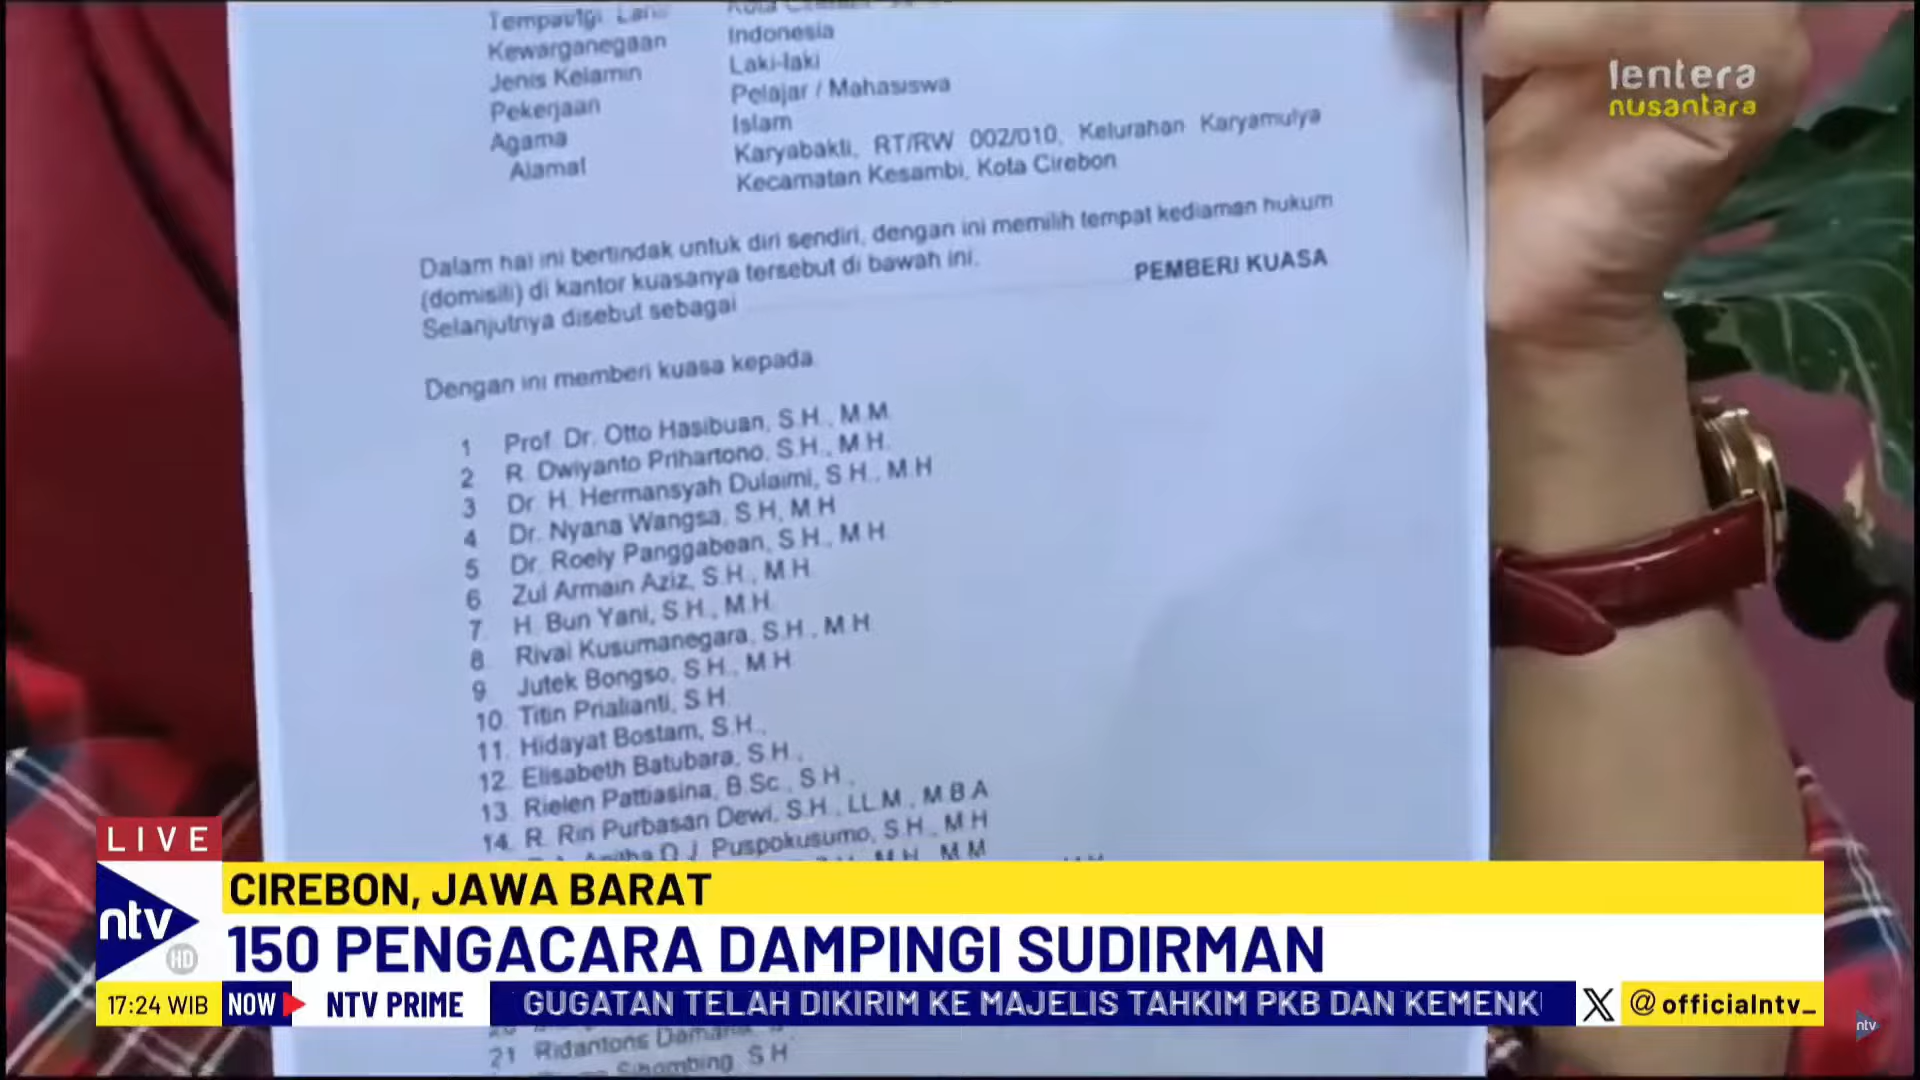 Kewarganegaan Indonesia
Jenis Kelamin Laki-laki
Pekerjaan Pelajar / Mahasiswa
Agama Islam
Alamat Karyabakti, RT/RW 002/010, Kelurahan Karyamulya
Kecamatan Kesambi, Kota Cirebon
Dalam hal ini bertindak untuk diri sendiri, dengan ini memilih tempat kediaman hukum
(domisili) di kantor kuasanya tersebut di bawah ini.
Selanjutnya disebut sebagai PEMBERI KUASA
Dengan ini memberi kuasa kepada
1 Prof. Dr. Otto Hasibuan, S.H., M.M.
2 R. Dwiyanto Prihartono, S.H., M.H.
3 Dr. H. Hermansyah Dulaimi, S.H., M.H
4 Dr. Nyana Wangsa, S.H, M.H
5 Dr. Roely Panggabean, S.H., M.H.
6 Zul Armain Aziz, S.H., M.H.
7. H. Bun Yani, S.H., M.H.
8. Rivai Kusumanegara, S.H., M.H.
9. Jutek Bongso, S.H., M.H.
10. Titin Prialianti, S.H.
11. Hidayat Bostam, S.H.,
12. Elisabeth Batubara, S.H.,
13. Rielen Pattiasina, B.Sc., S.H.,
14. R. Riri Purbasari Dewi, S.H., LL.M., M.B.A
Puspokusumo, S.H., M.H
M.H., M.M
lentera
nusantara
LIVE
ntv
HD
CIREBON, JAWA BARAT
150 PENGACARA DAMPINGI SUDIRMAN
17:24 WIB NOW NTV PRIME GUGATAN TELAH DIKIRIM KE MAJELIS TAHKIM PKB DAN KEMENK
X @officialntv_
ntv
21 Ridantons
Sihombing, S.H